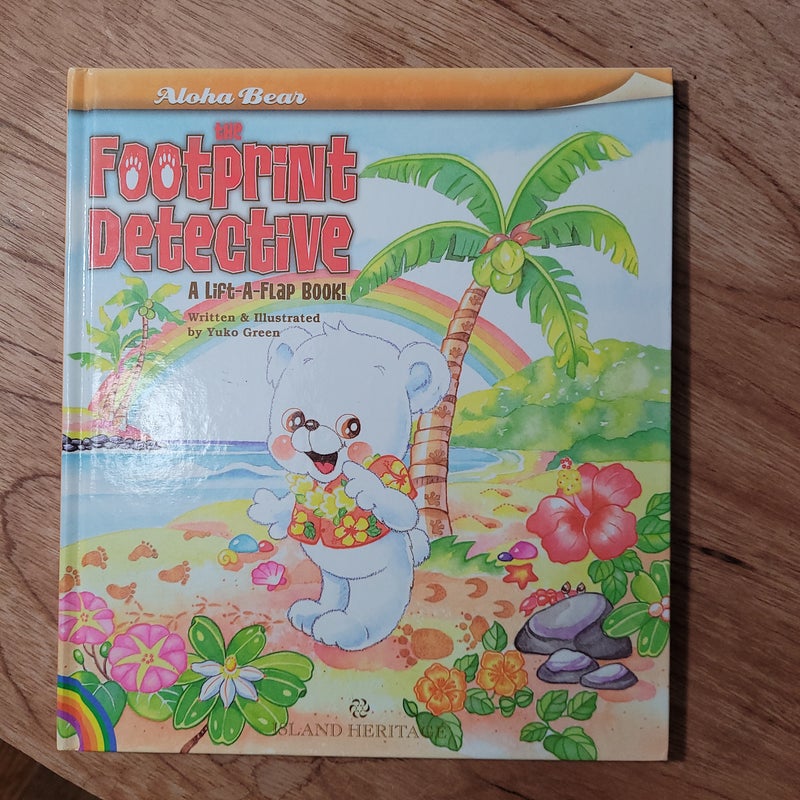 Aloha Bear
the
Footprint
Detective
A Lift-A-Flap Book!
Written & Illustrated
by Yuko Green
ISLAND HERITAGE